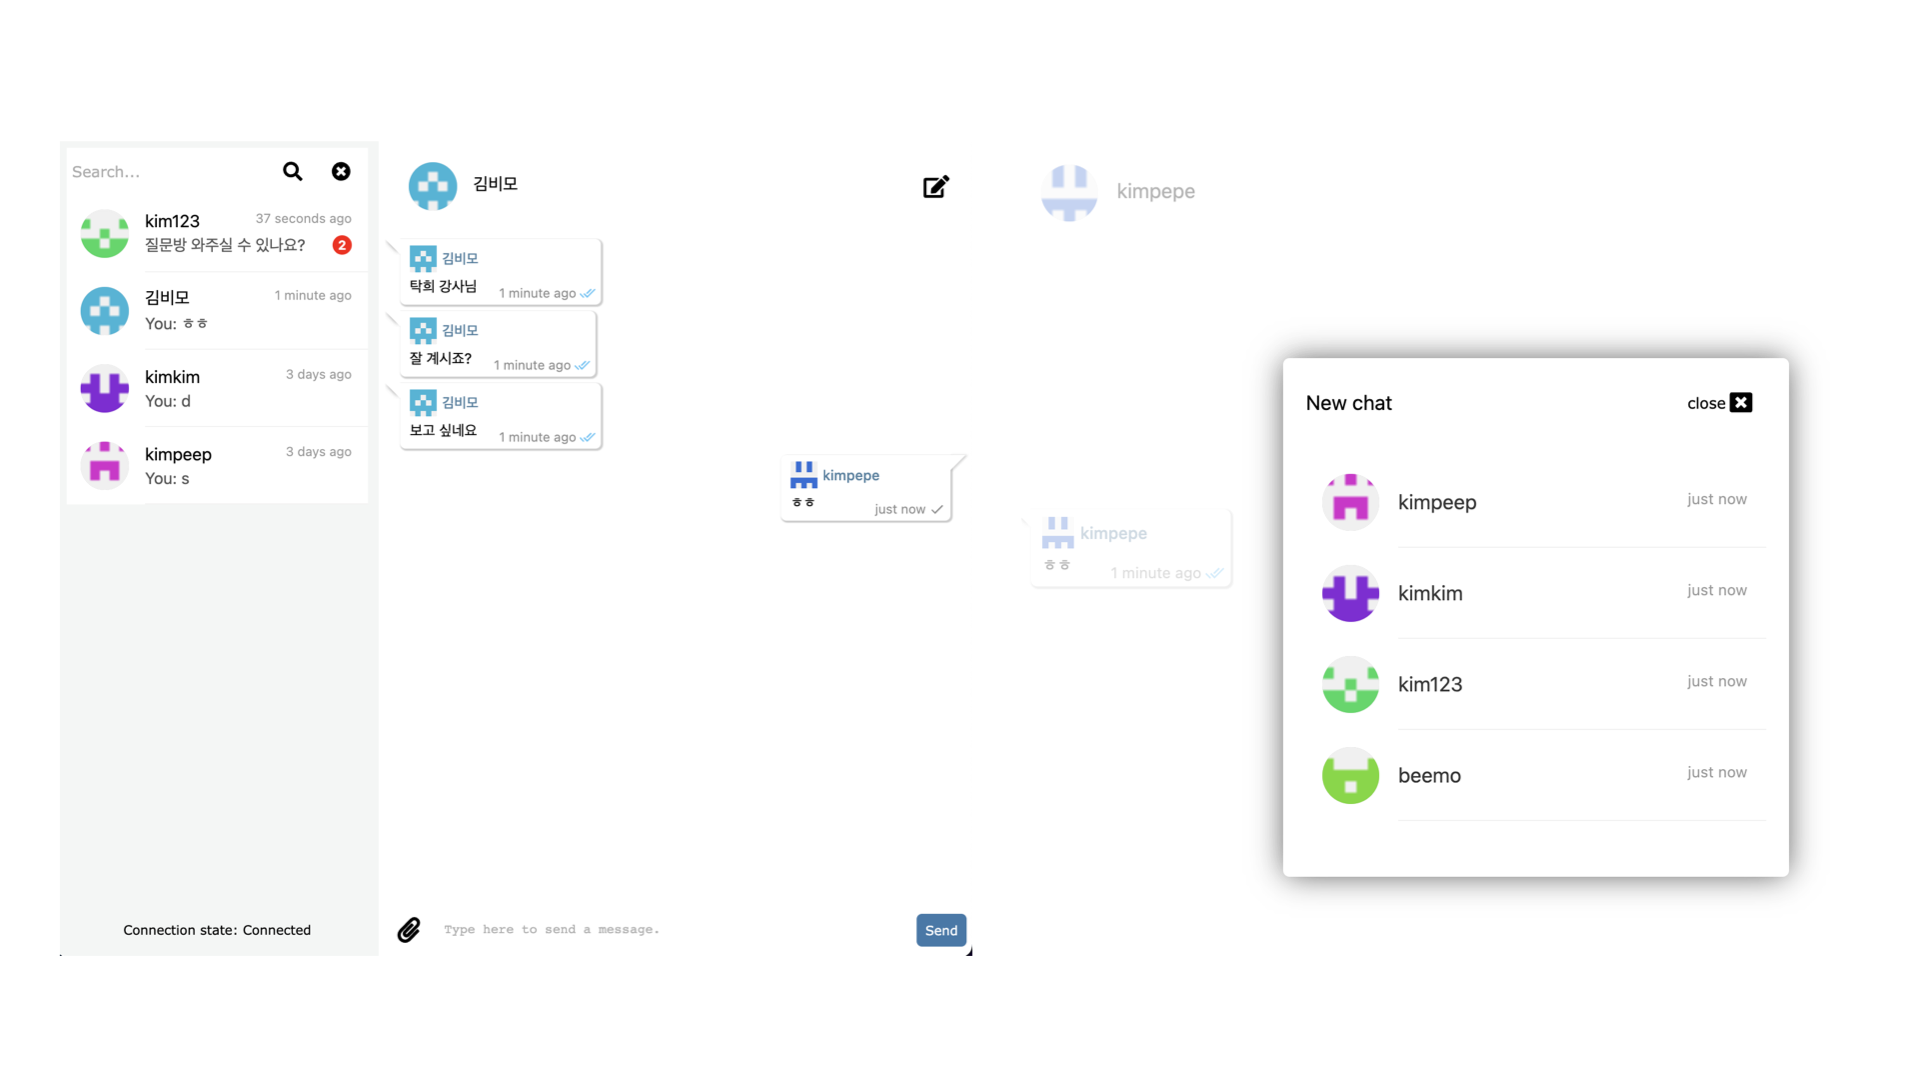 Search...
kim123
37 seconds ago
질문방 와주실 수 있나요?
2
김비모
1 minute ago
You: ㅎㅎ
kimkim
3 days ago
You: d
kimpeep
3 days ago
You: s
Connection state: Connected
김비모
김비모
탁희 강사님
1 minute ago
김비모
잘 계시죠?
1 minute ago
김비모
보고 싶네요
1 minute ago
kimpepe
ㅎㅎ
just now
Type here to send a message.
Send
kimpepe
kimpepe
ㅎㅎ
1 minute ago
New chat
close
kimpeep
just now
kimkim
just now
kim123
just now
beemo
just now